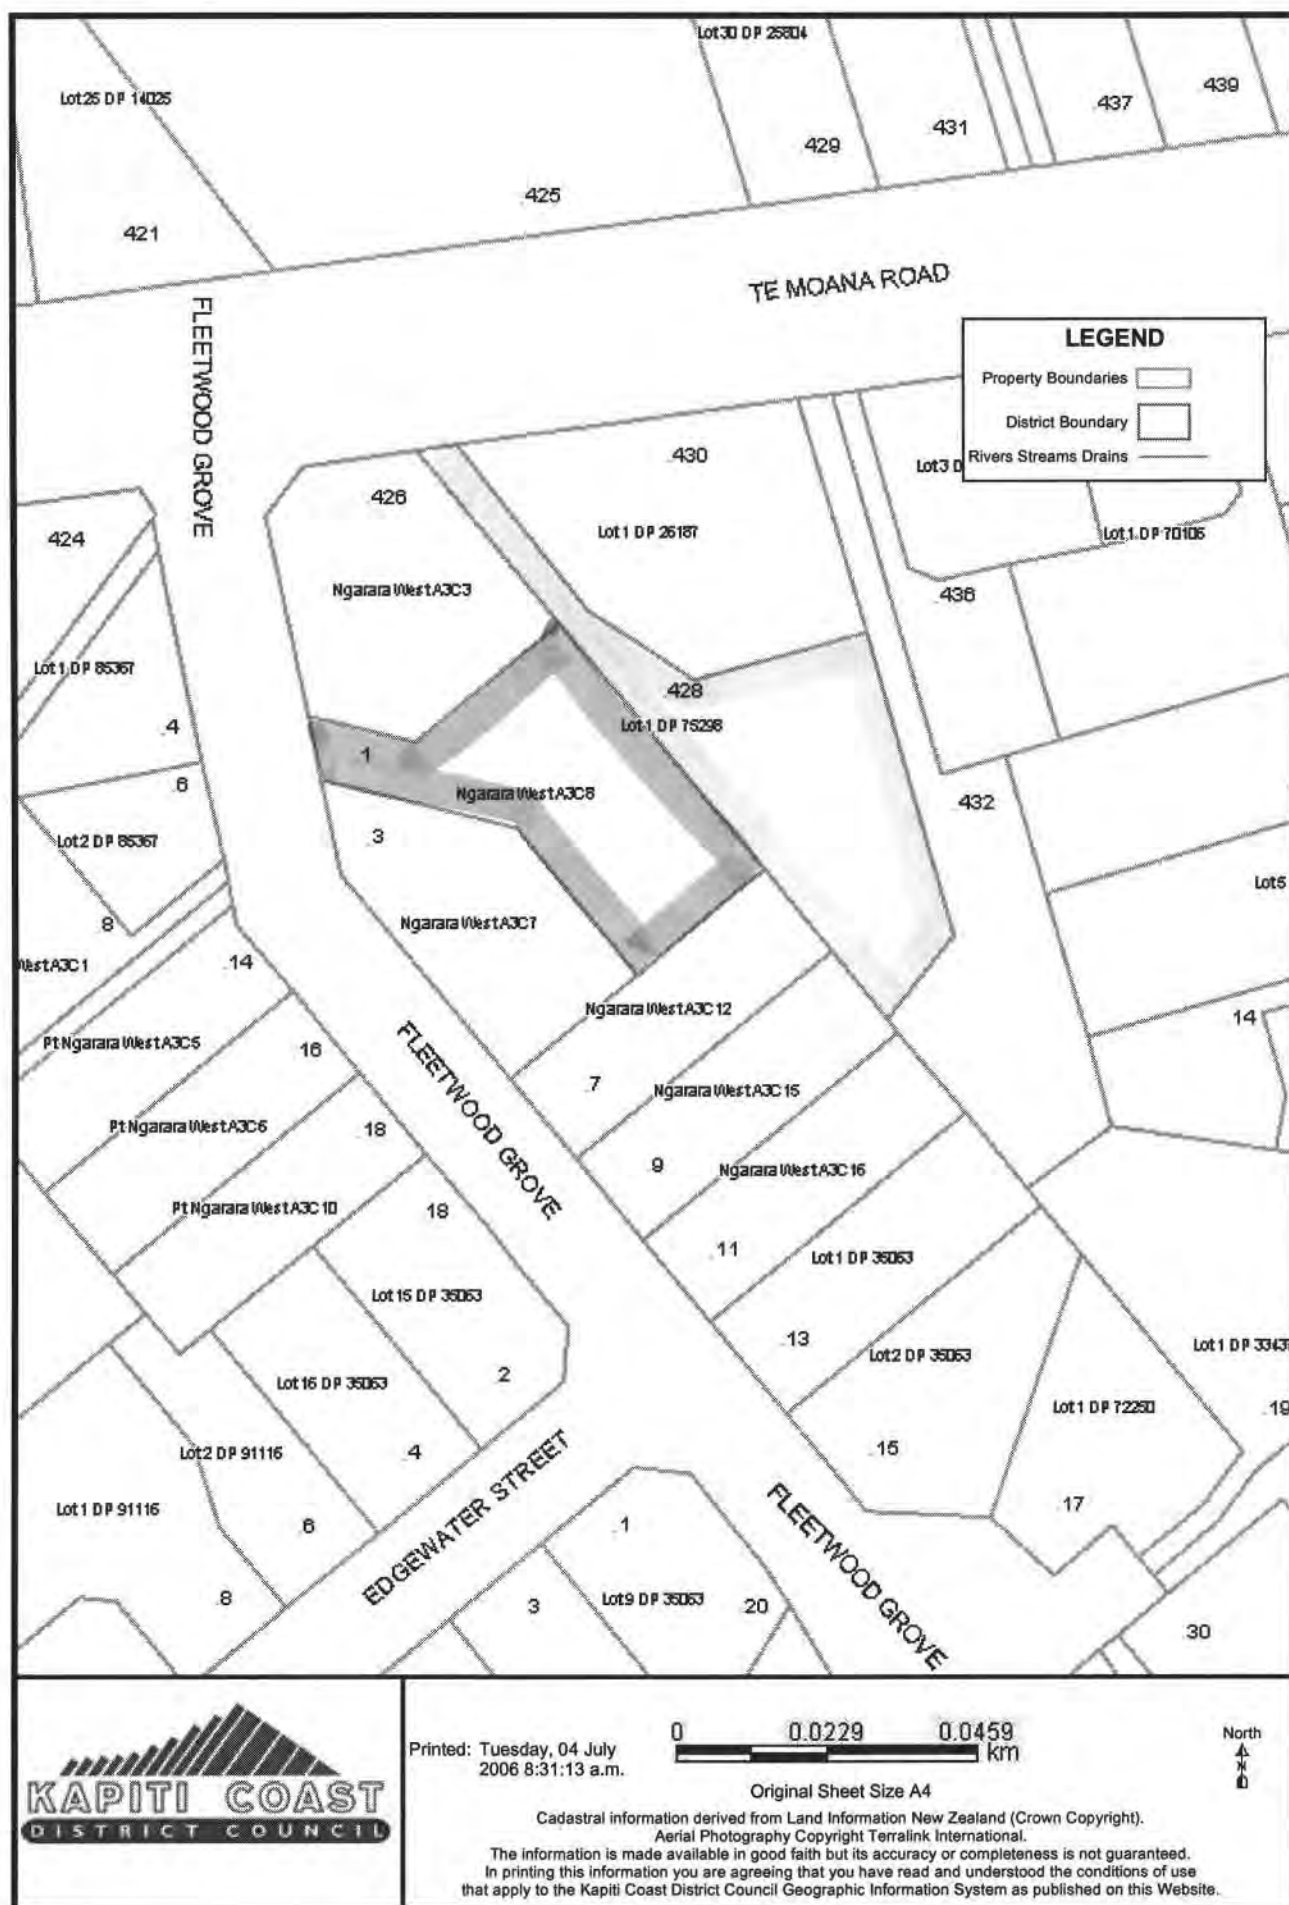 Lot 30 DP 25804
Lot 25 DP 14025
439
437
431
429
425
421
TE MOANA ROAD
FLEETWOOD GROVE
LEGEND
Property Boundaries
District Boundary
Rivers Streams Drains
430
426
424
Lot 3 D
Lot 1 DP 26187
Lot 1 DP 70106
Ngarara West A3C3
436
Lot 1 DP 85367
428
Lot 1 DP 75298
4
1
6
Ngarara West A3C8
432
3
Lot 2 DP 85367
Lot 5
8
Ngarara West A3C7
West A3C1
14
Ngarara West A3C12
14
Pt Ngarara West A3C5
16
FLEETWOOD GROVE
7
Ngarara West A3C15
Pt Ngarara West A3C6
18
9
Ngarara West A3C16
Pt Ngarara West A3C10
18
11
Lot 1 DP 35063
Lot 15 DP 35063
13
Lot 2 DP 35063
Lot 1 DP 3343
2
Lot 16 DP 35063
Lot 1 DP 72250
19
15
Lot 2 DP 91116
4
Lot 1 DP 91116
17
6
EDGEWATER STREET
1
FLEETWOOD GROVE
8
3
Lot 9 DP 35063
20
30
KAPITI COAST
DISTRICT COUNCIL
Printed: Tuesday, 04 July
2006 8:31:13 a.m.
0 0.0229 0.0459
km
Original Sheet Size A4
North
N
Cadastral information derived from Land Information New Zealand (Crown Copyright).
Aerial Photography Copyright Terralink International.
The information is made available in good faith but its accuracy or completeness is not guaranteed.
In printing this information you are agreeing that you have read and understood the conditions of use
that apply to the Kapiti Coast District Council Geographic Information System as published on this Website.